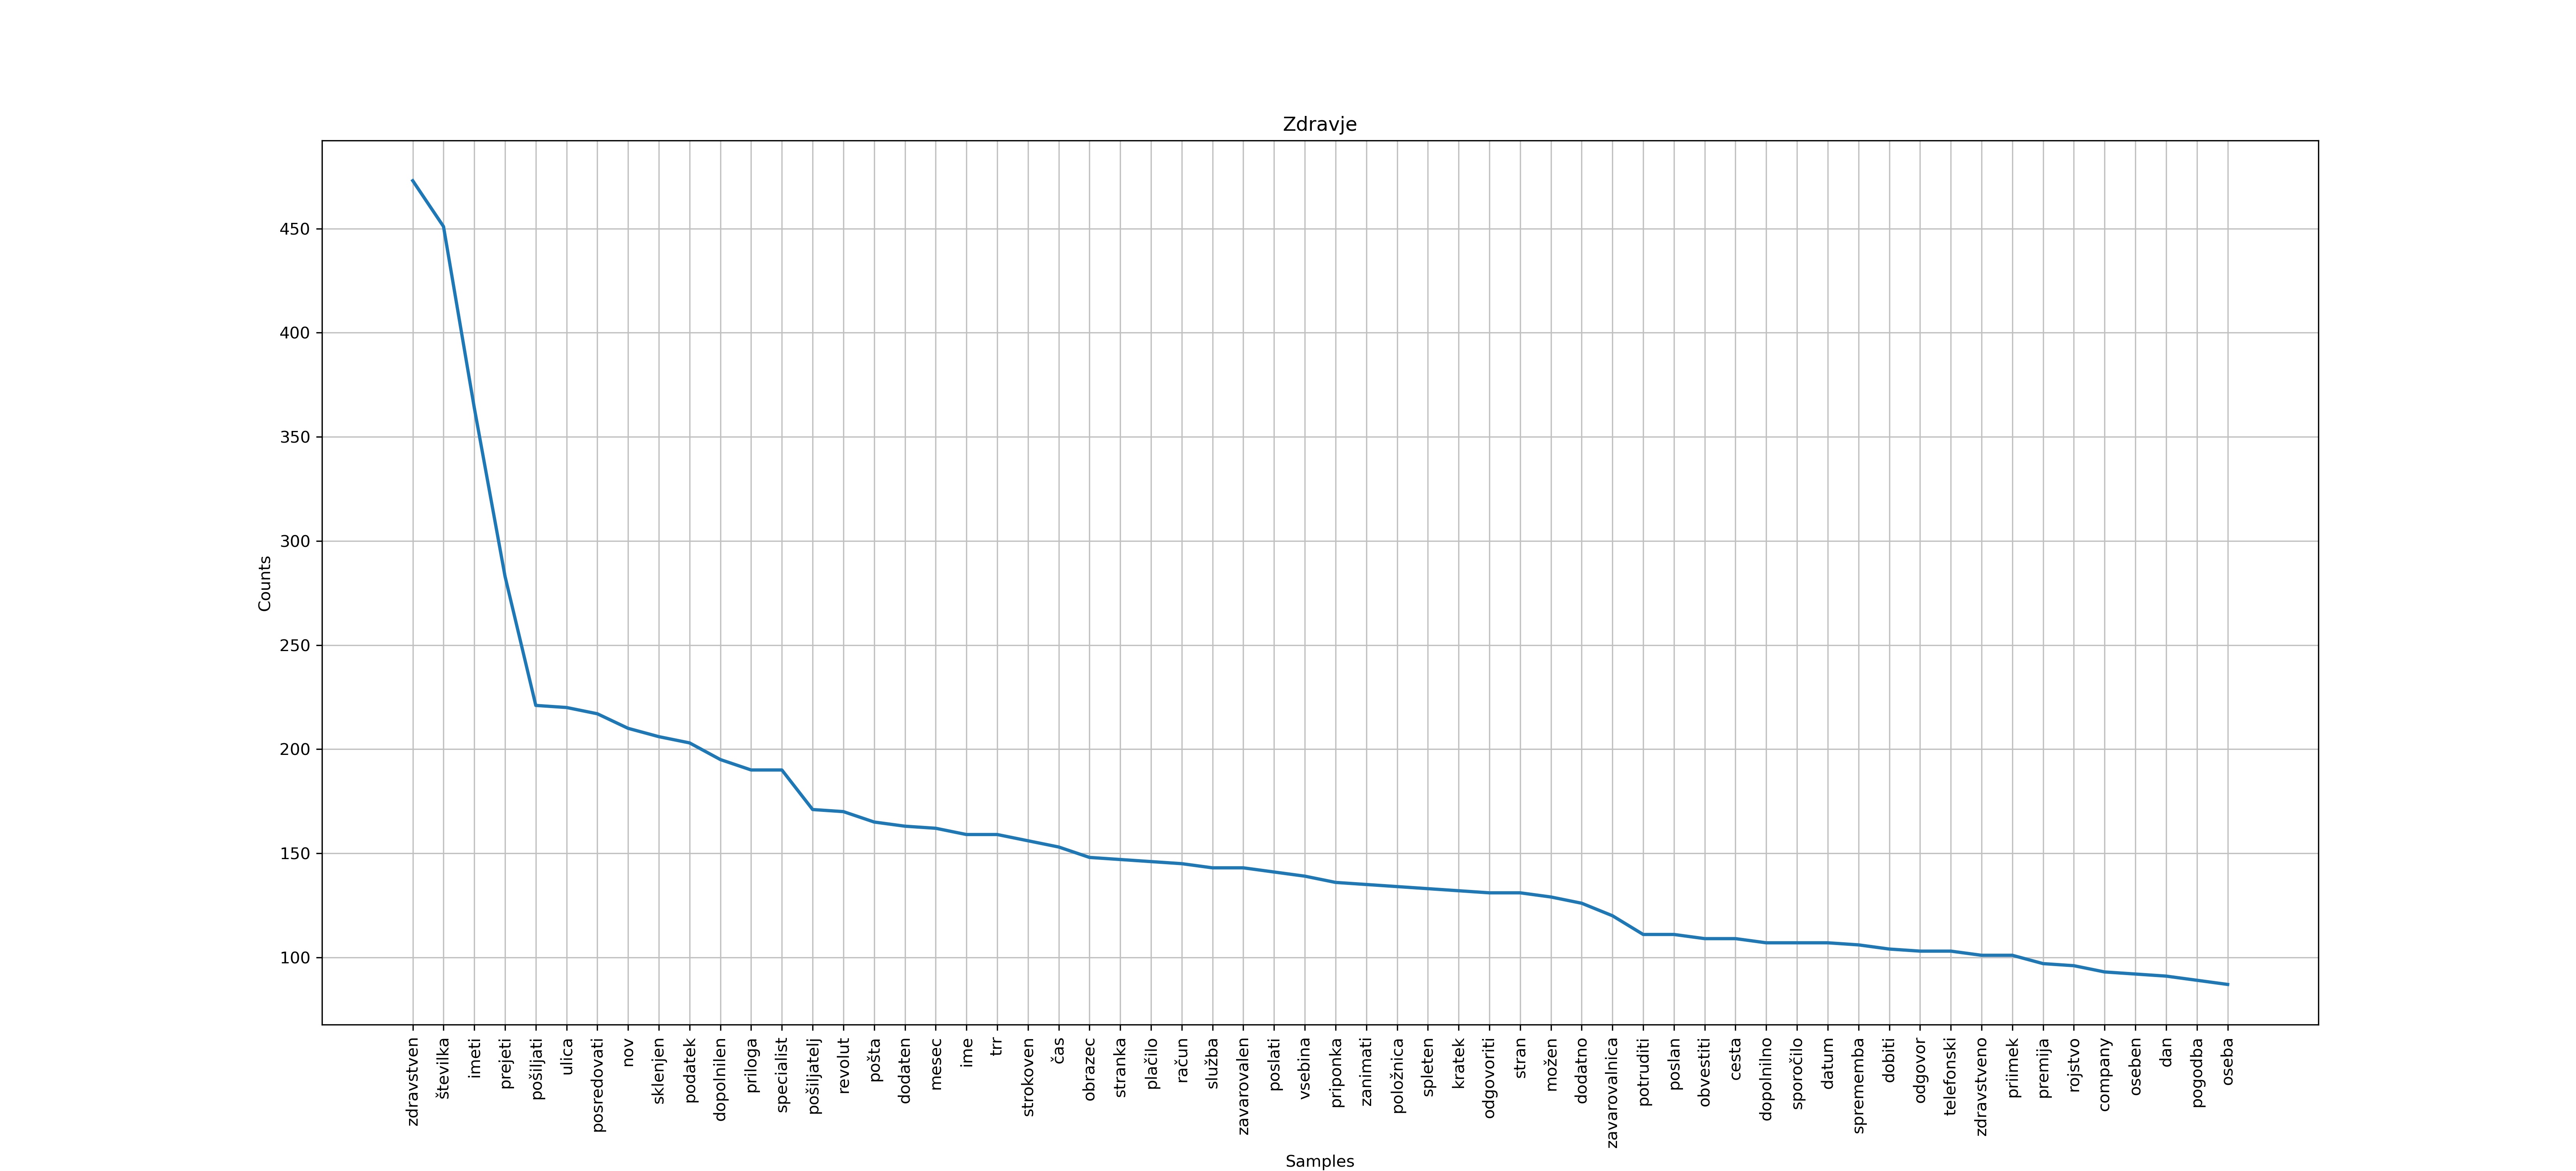 Zdravje
450
400
350
300
250
200
150
100
Counts
zdravstven
številka
imeti
prejeti
pošiljati
ulica
posredovati
nov
sklenjen
podatek
dopolnilen
priloga
specialist
pošiljatelj
revolut
pošta
dodaten
mesec
ime
trr
strokoven
čas
obrazec
stranka
plačilo
račun
služba
zavarovalen
poslati
vsebina
priponka
zanimati
položnica
spleten
kratek
odgovoriti
stran
možen
dodatno
zavarovalnica
potruditi
poslan
obvestiti
cesta
dopolnilno
sporočilo
datum
sprememba
dobiti
odgovor
telefonski
zdravstveno
priimek
premija
rojstvo
company
oseben
dan
pogodba
oseba
Samples